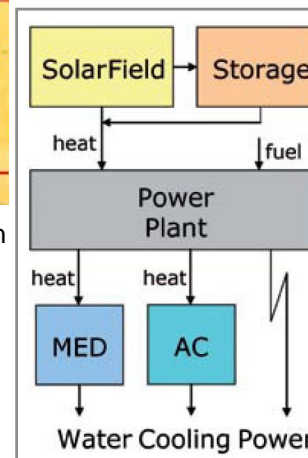 SolarField Storage
heat
fuel
Power
Plant
heat heat
MED AC
Water Cooling Power